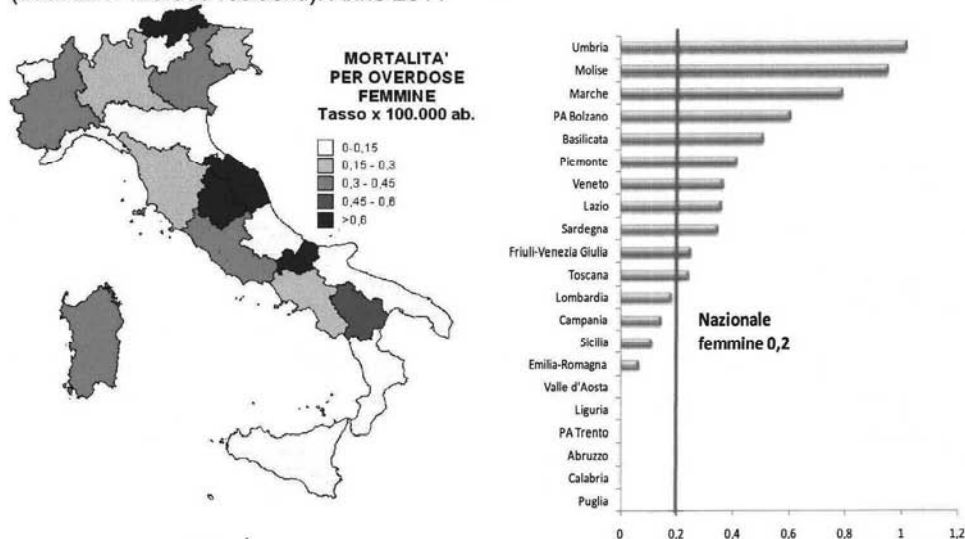 MORTALITA'
PER OVERDOSE
FEMMINE
Tasso x 100.000 ab.
0-0,15
0,15 - 0,3
0,3 - 0,45
0,45 - 0,6
>0,6
Umbria
Molise
Marche
PA Bolzano
Basilicata
Piemonte
Veneto
Lazio
Sardegna
Friuli-Venezia Giulia
Toscana
Lombardia
Campania
Sicilia
Emilia-Romagna
Valle d'Aosta
Liguria
PA Trento
Abruzzo
Calabria
Puglia
Nazionale
femmine 0,2
0 0,2 0,4 0,6 0,8 1 1,2